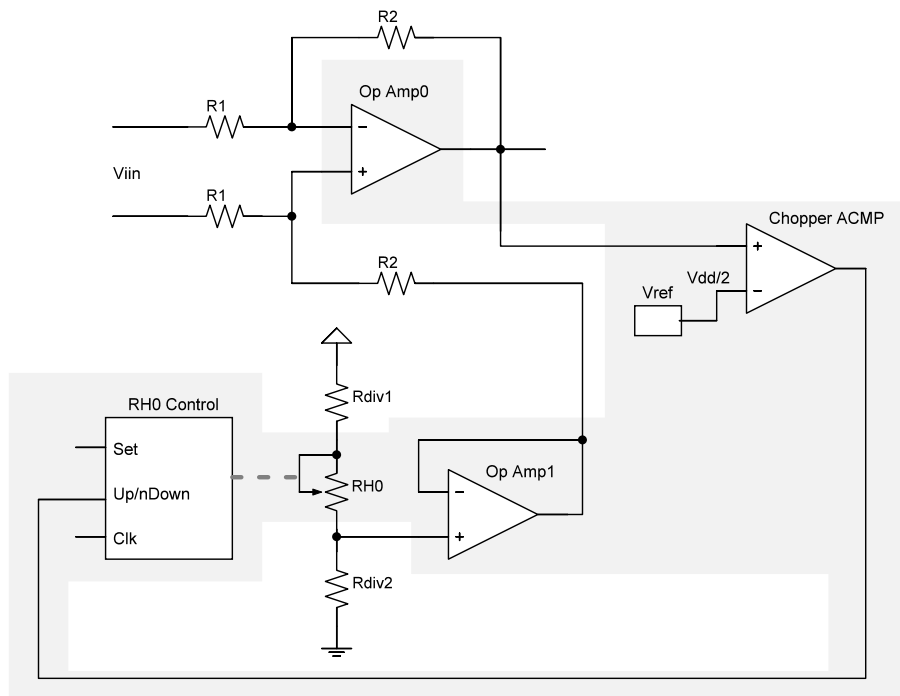 R2
Op Amp0
R1
−
+
Viin
R1
Chopper ACMP
+
R2
Vdd/2
−
Vref
Rdiv1
RH0 Control
Set
Op Amp1
RH0
Up/nDown
−
Clk
+
Rdiv2